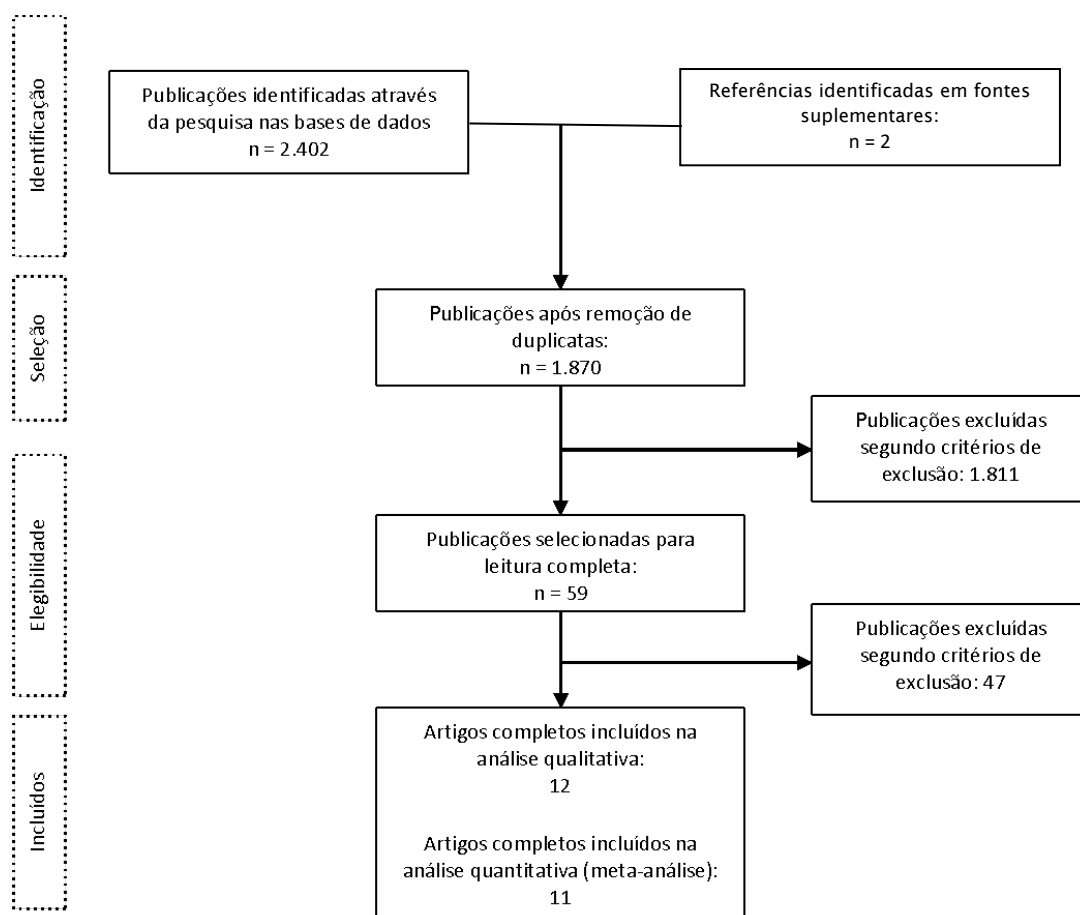 Identificação
Publicações identificadas através
da pesquisa nas bases de dados
n = 2.402
Referências identificadas em fontes
suplementares:
n = 2
Seleção
Publicações após remoção de
duplicatas:
n = 1.870
Publicações excluídas
segundo critérios de
exclusão: 1.811
Elegibilidade
Publicações selecionadas para
leitura completa:
n = 59
Publicações excluídas
segundo critérios de
exclusão: 47
Incluídos
Artigos completos incluídos na
análise qualitativa:
12
Artigos completos incluídos na
análise quantitativa (meta-análise):
11